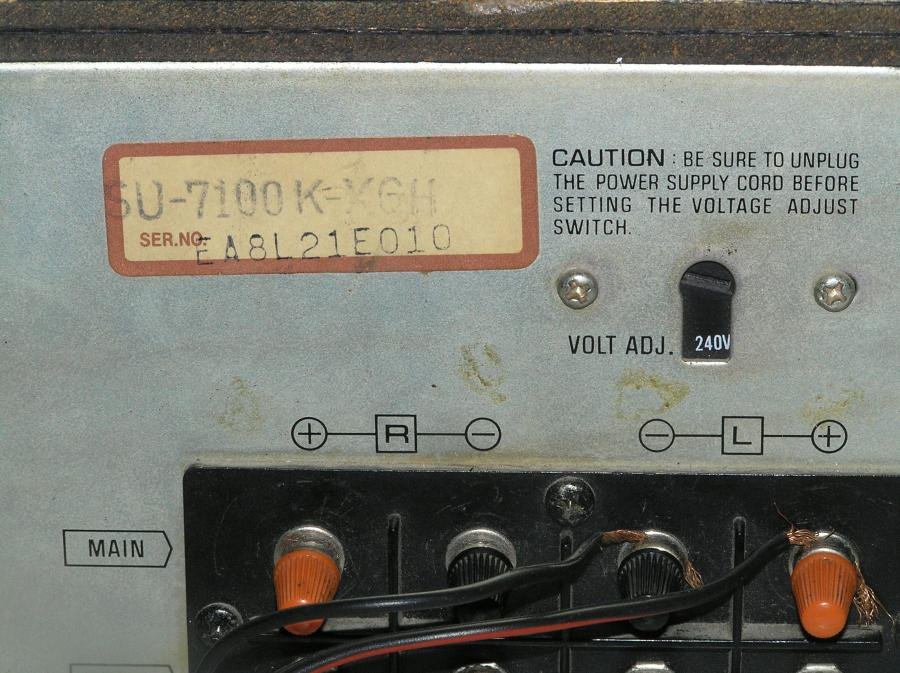 SU-7100K-XGH
SER.NO. EA8L21E010
CAUTION : BE SURE TO UNPLUG
THE POWER SUPPLY CORD BEFORE
SETTING THE VOLTAGE ADJUST
SWITCH.
VOLT ADJ. 240V
+ R − − L +
MAIN